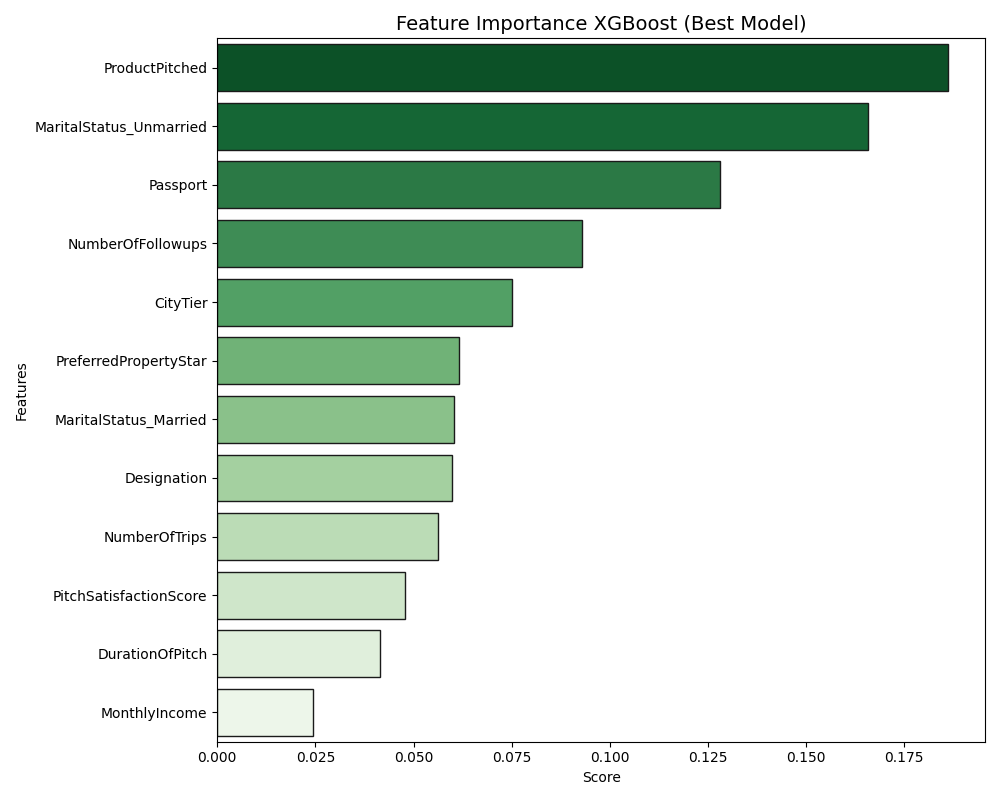 Feature Importance XGBoost (Best Model)
ProductPitched
MaritalStatus_Unmarried
Passport
NumberOfFollowups
CityTier
PreferredPropertyStar
MaritalStatus_Married
Designation
NumberOfTrips
PitchSatisfactionScore
DurationOfPitch
MonthlyIncome
Features
0.000 0.025 0.050 0.075 0.100 0.125 0.150 0.175
Score